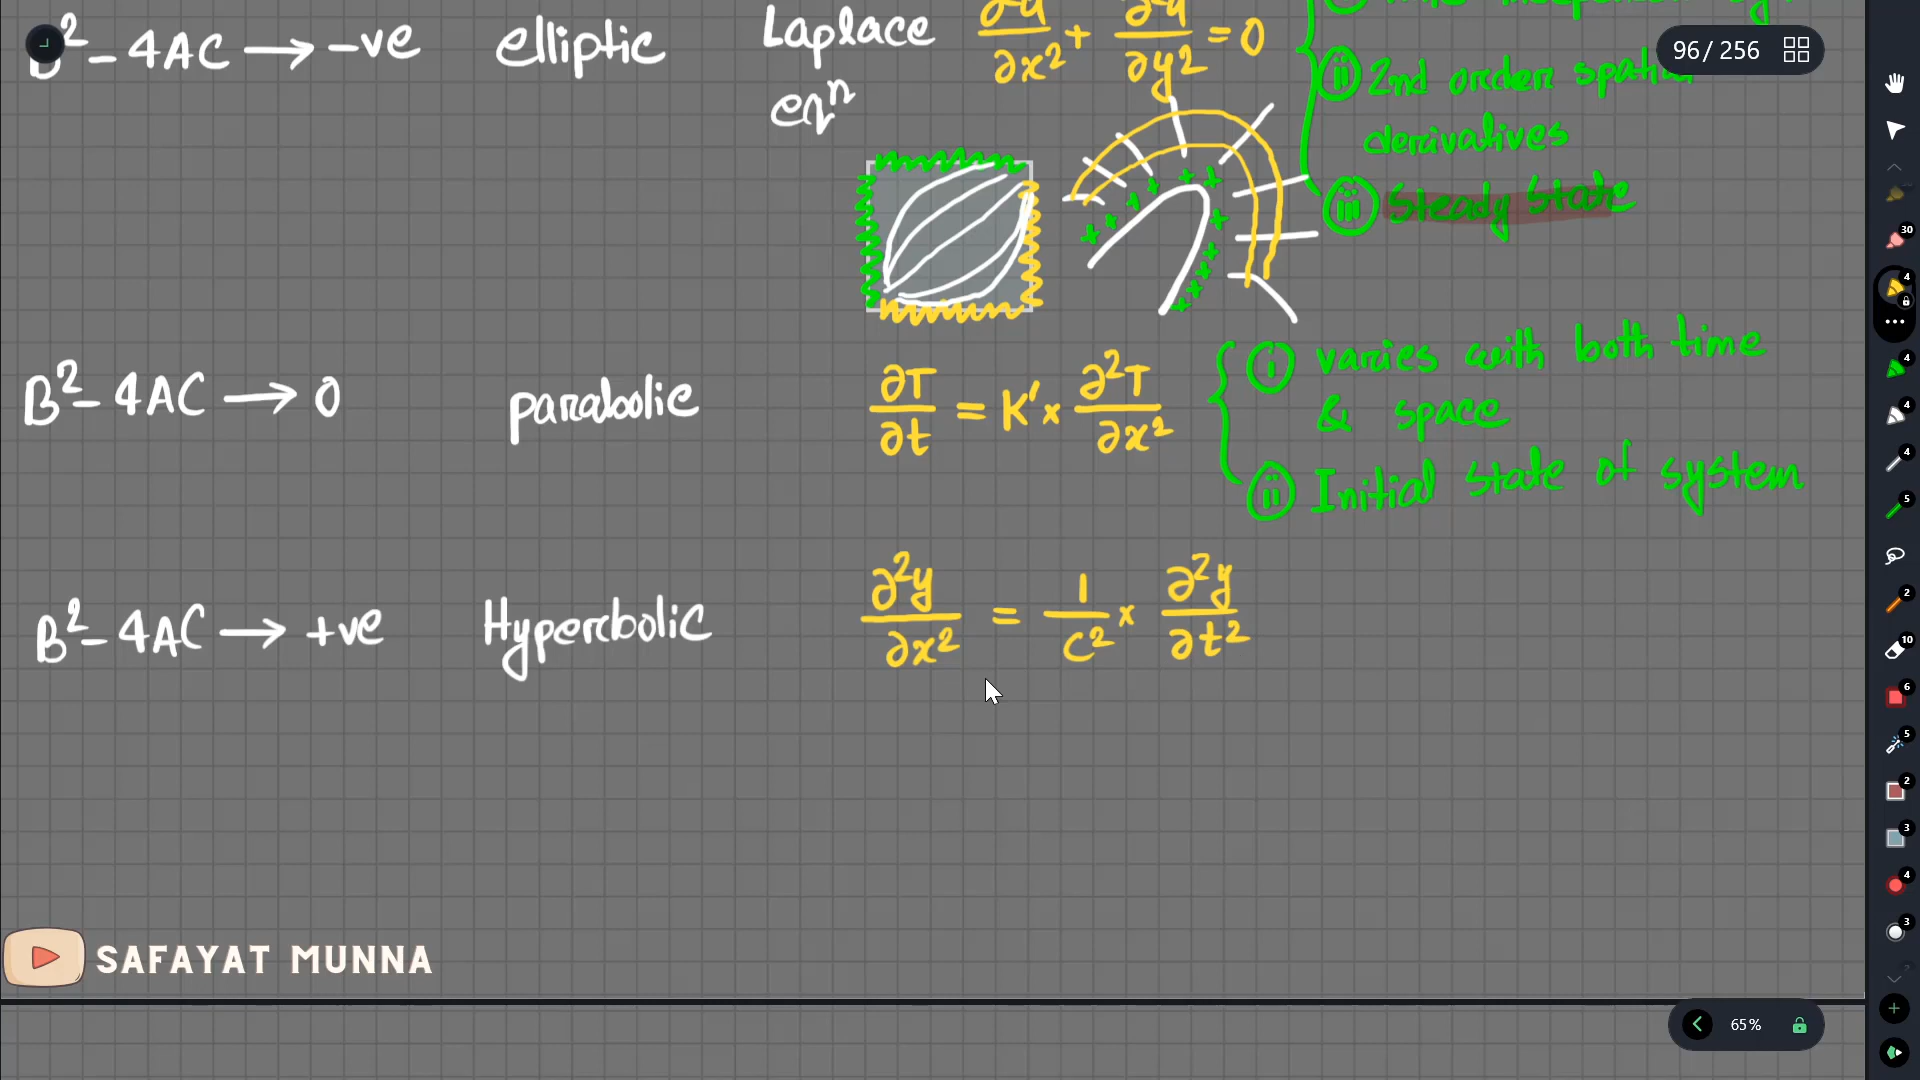 B² - 4AC → -ve elliptic Laplace eqⁿ ∂²u/∂x² + ∂²u/∂y² = 0
ⓘⓘ 2nd order spatial
derivatives
ⓘⓘⓘ Steady State
B² - 4AC → 0 parabolic ∂T/∂t = K' × ∂²T/∂x²
ⓘ varies with both time
& space
ⓘⓘ Initial state of system
B² - 4AC → +ve Hyperbolic ∂²y/∂x² = 1/c² × ∂²y/∂t²
SAFAYAT MUNNA
96/256
65%